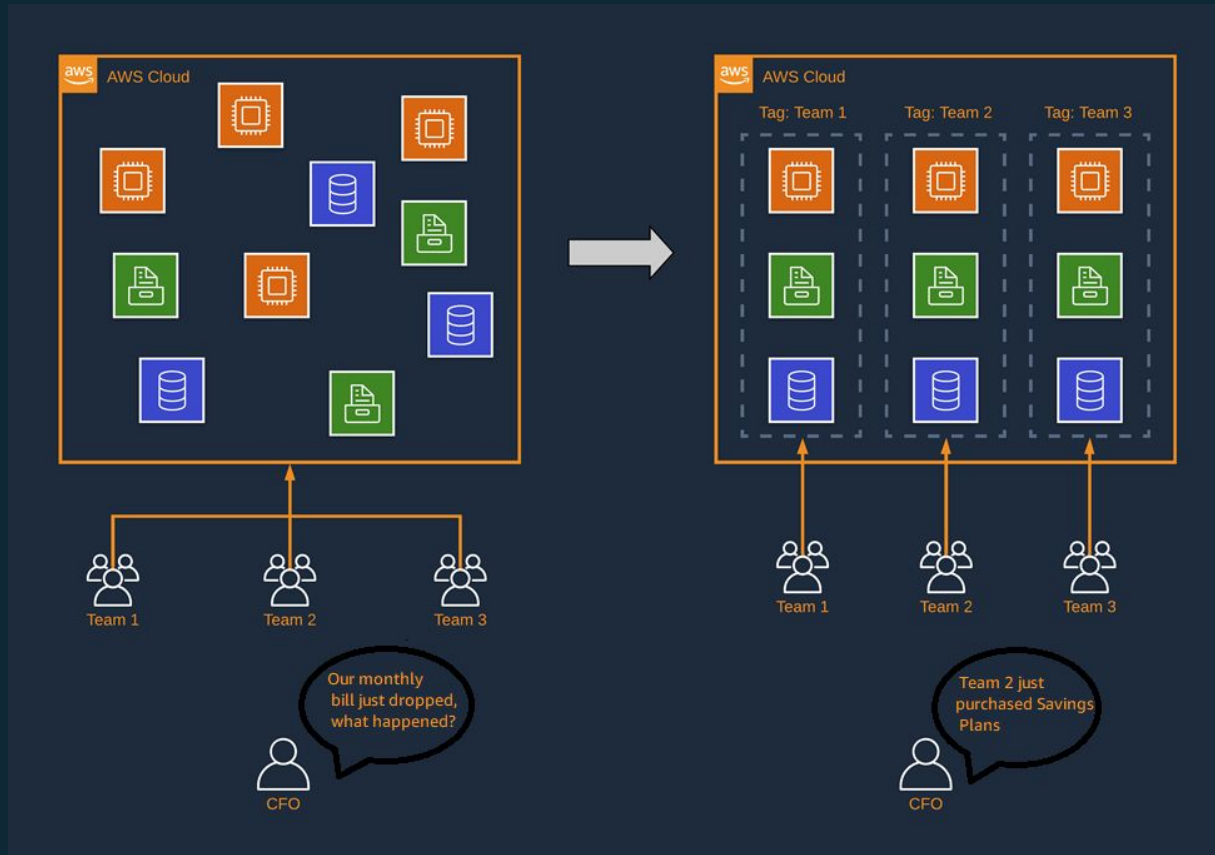 aws AWS Cloud
Team 1
Team 2
Team 3
Our monthly
bill just dropped,
what happened?
CFO
aws AWS Cloud
Tag: Team 1
Tag: Team 2
Tag: Team 3
Team 1
Team 2
Team 3
Team 2 just
purchased Savings
Plans
CFO